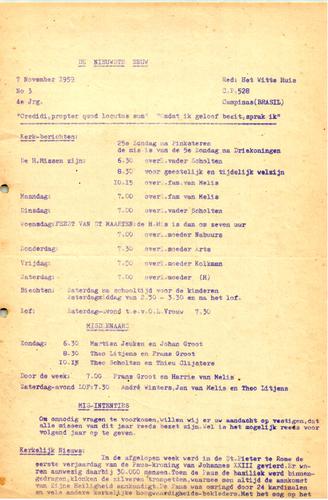 DE NIEUWSTE EEUW
7 November 1959 Red: Het Witte Huis
No 3 C.P.528
4e Jrg. Campinas(BRASIL)
"Credidi,propter quod locutus sum" "Omdat ik geloof bezit,spreek ik"
Kerk-berichten: 25e Zondag na Pinksteren
de mis is van de 5e Zondag na Driekoningen
De H.Missen zijn: 6.30 overl.vader Scholten
8.30 voor geestelijk en tijdelijk welzijn
10.15 overl.fam.van Melis
Maandag: 7.00 overl.fam van Melis
Dinsdag: 7.00 overl.vader Scholten
Woensdag:FEEST VAN ST MAARTEN:de H.Mis is dan om zeven uur
7.00 overl.moeder Nabuurs
Donderdag: 7.30 overl.moeder Arts
Vrijdag: 7.30 overl.moeder Kolkman
Zaterdag: 7.00 overl.moeder (H)
Biechten: Zaterdag na schooltijd voor de kinderen
Zaterdagmiddag van 2.30 - 3.30 en na het lof.
Lof: Zaterdag-Avond t.e.v.O.L.Vrouw 7.30
MISDIENAARS
Zondag: 6.30 Martien Jeuken and Johan Groot
8.30 Theo Litjens en Frans Groot
10.15 Theo Scholten en Thieu Glijsters
Door de week: 7.00 Frans Groot en Harrie van Melis
Zaterdag-avond LOF:7.30 André Winters,Jan van Melis en Theo Litjens
MIS-INTENTIES
Om onnodig vragen te voorkomen,willen wij er uw aandacht op vestigen,dat
alle missen van dit jaar reeds bezet zijn.Wel is het mogelijk reeds voor
volgend jaar op te geven.
Kerkelijk Nieuws: In de afgelopen week werd in de St.Pieter te Rome de
eerste verjaardag van de Paus-kroning van Johannes XXIII gevierd.Er wa-
ren aanwezig daarbij 30.000 mensen.Toen de Paus de basiliek werd binnen-
gedragen,klonken de zilveren trompetten,waarmee men altijd de aankomst
van Zijne Heiligheid aankondigt.De Paus was omringd door 24 kardinalen
en vele andere kerkelijke hoogwaardigheids-bekleders.Met het oog op